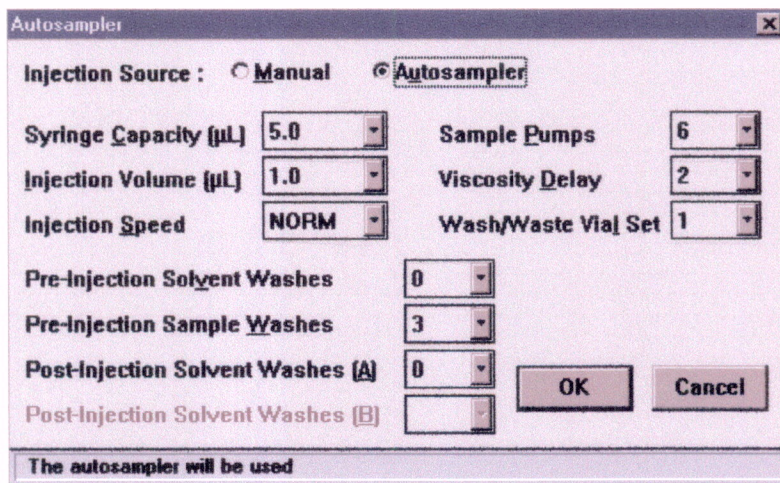 Autosampler
Injection Source : Manual Autosampler
Syringe Capacity (µL) 5.0 Sample Pumps 6
Injection Volume (µL) 1.0 Viscosity Delay 2
Injection Speed NORM Wash/Waste Vial Set 1
Pre-Injection Solvent Washes 0
Pre-Injection Sample Washes 3
Post-Injection Solvent Washes (A) 0
Post-Injection Solvent Washes (B)
OK Cancel
The autosampler will be used